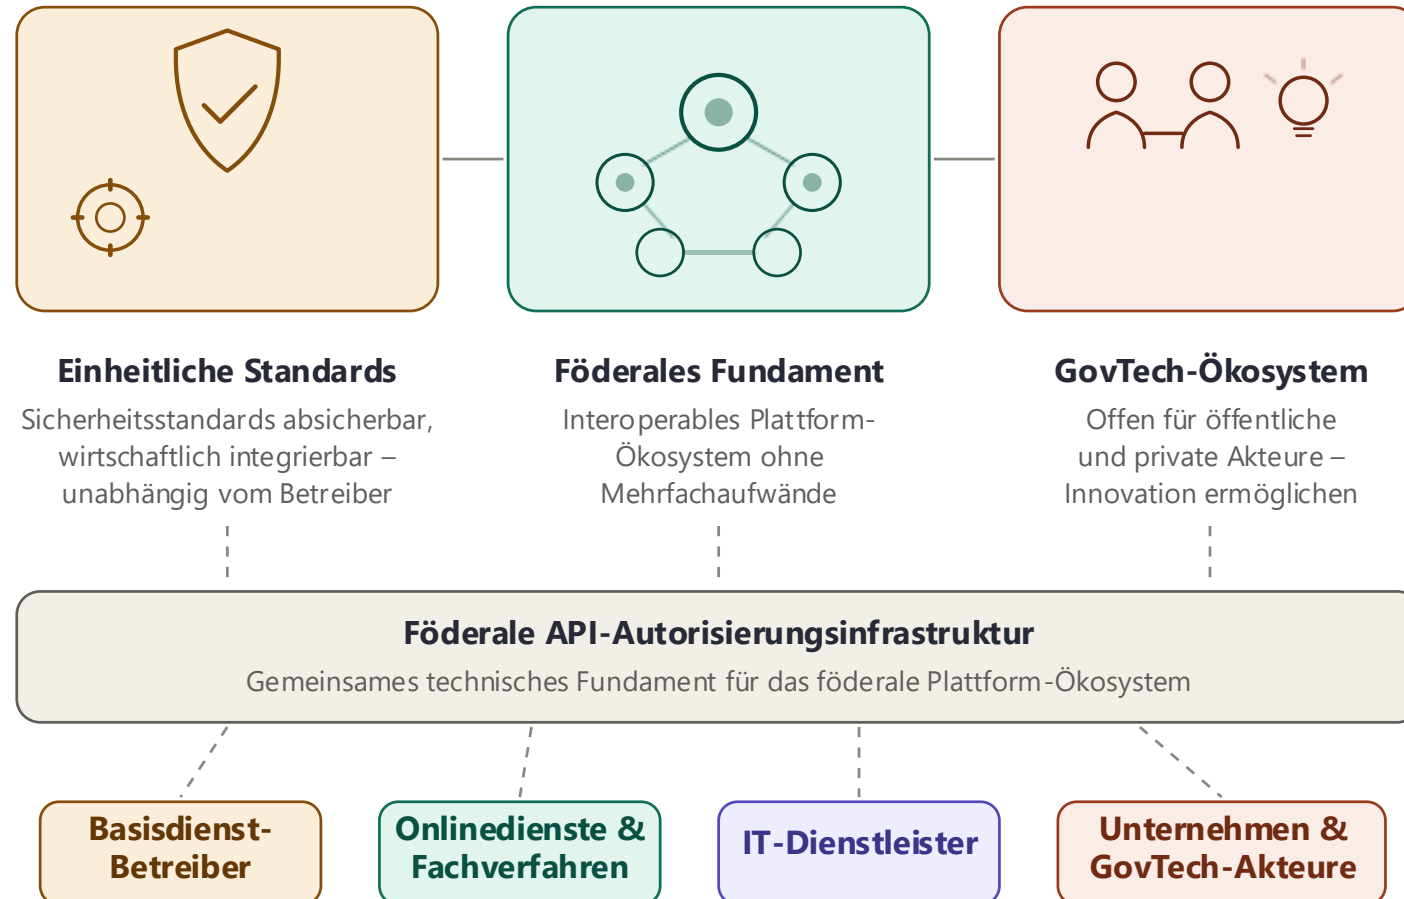 Einheitliche Standards
Sicherheitsstandards absicherbar,
wirtschaftlich integrierbar –
unabhängig vom Betreiber
Föderales Fundament
Interoperables Plattform-
Ökosystem ohne
Mehrfachaufwände
GovTech-Ökosystem
Offen für öffentliche
und private Akteure –
Innovation ermöglichen
Föderale API-Autorisierungsinfrastruktur
Gemeinsames technisches Fundament für das föderale Plattform-Ökosystem
Basisdienst-
Betreiber
Onlinedienste &
Fachverfahren
IT-Dienstleister
Unternehmen &
GovTech-Akteure